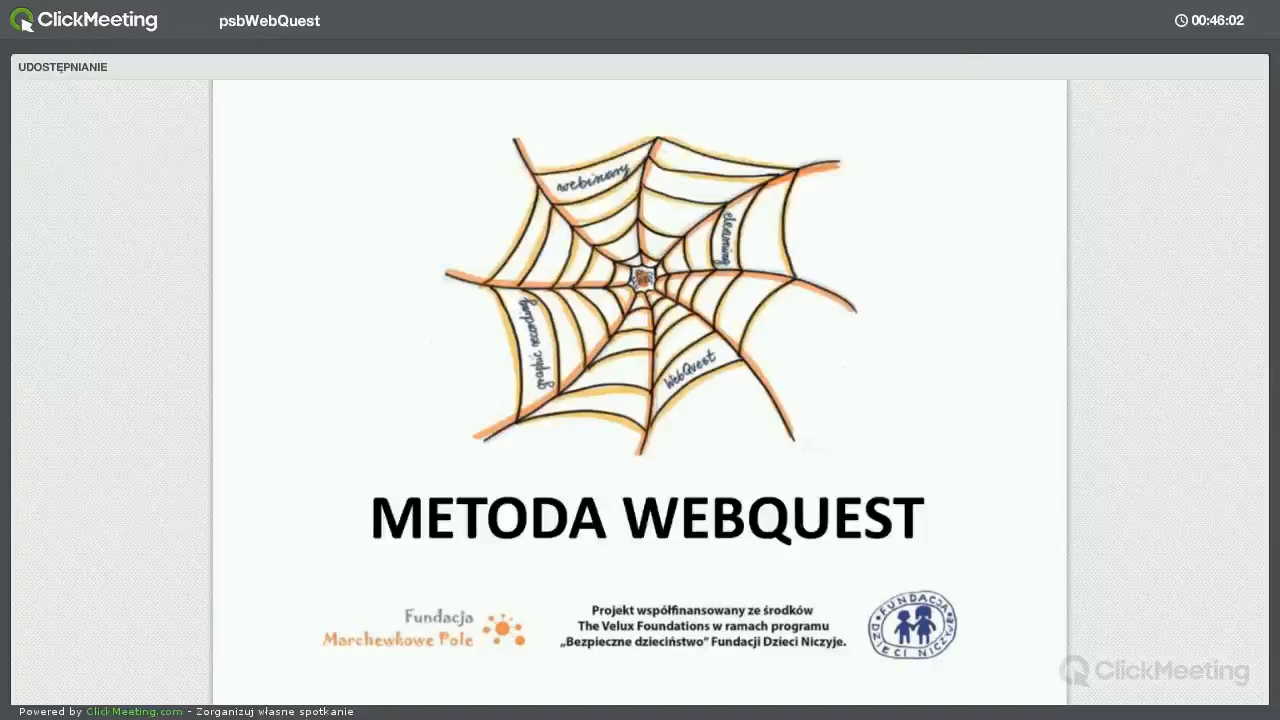 ClickMeeting
psbWebQuest
00:46:02
UDOSTĘPNIANIE
webinary
elearning
graphic recording
WebQuest
METODA WEBQUEST
Fundacja
Marchewkowe Pole
Projekt współfinansowany ze środków
The Velux Foundations w ramach programu
„Bezpieczne dzieciństwo” Fundacji Dzieci Niczyje.
FUNDACJA
DZIECI NICZYJE
ClickMeeting
Powered by ClickMeeting.com - Zorganizuj własne spotkanie